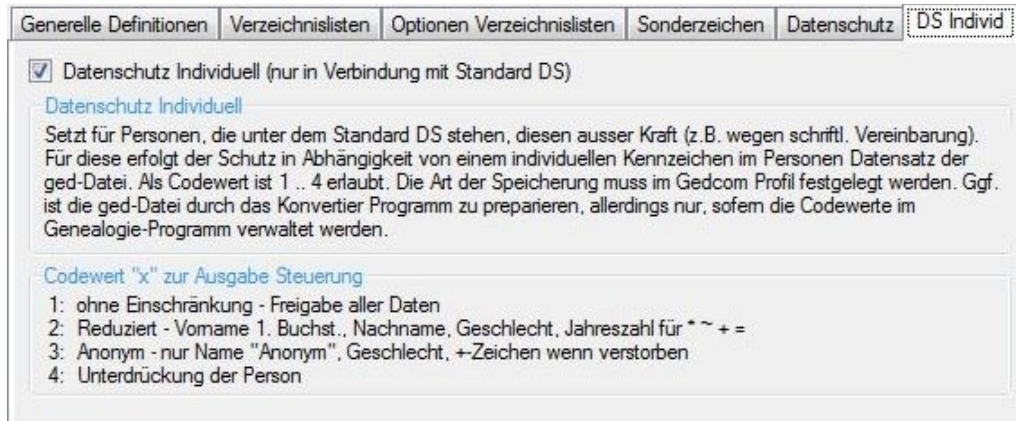 Generelle Definitionen Verzeichnislisten Optionen Verzeichnislisten Sonderzeichen Datenschutz DS Individ
Datenschutz Individuell (nur in Verbindung mit Standard DS)
Datenschutz Individuell
Setzt für Personen, die unter dem Standard DS stehen, diesen ausser Kraft (z.B. wegen schriftl. Vereinbarung).
Für diese erfolgt der Schutz in Abhängigkeit von einem individuellen Kennzeichen im Personen Datensatz der
ged-Datei. Als Codewert ist 1 .. 4 erlaubt. Die Art der Speicherung muss im Gedcom Profil festgelegt werden. Ggf.
ist die ged-Datei durch das Konvertier Programm zu preparieren, allerdings nur, sofern die Codewerte im
Genealogie-Programm verwaltet werden.
Codewert "x" zur Ausgabe Steuerung
1: ohne Einschränkung - Freigabe aller Daten
2: Reduziert - Vorname 1. Buchst., Nachname, Geschlecht, Jahreszahl für * ~ + =
3: Anonym - nur Name "Anonym", Geschlecht, +-Zeichen wenn verstorben
4: Unterdrückung der Person